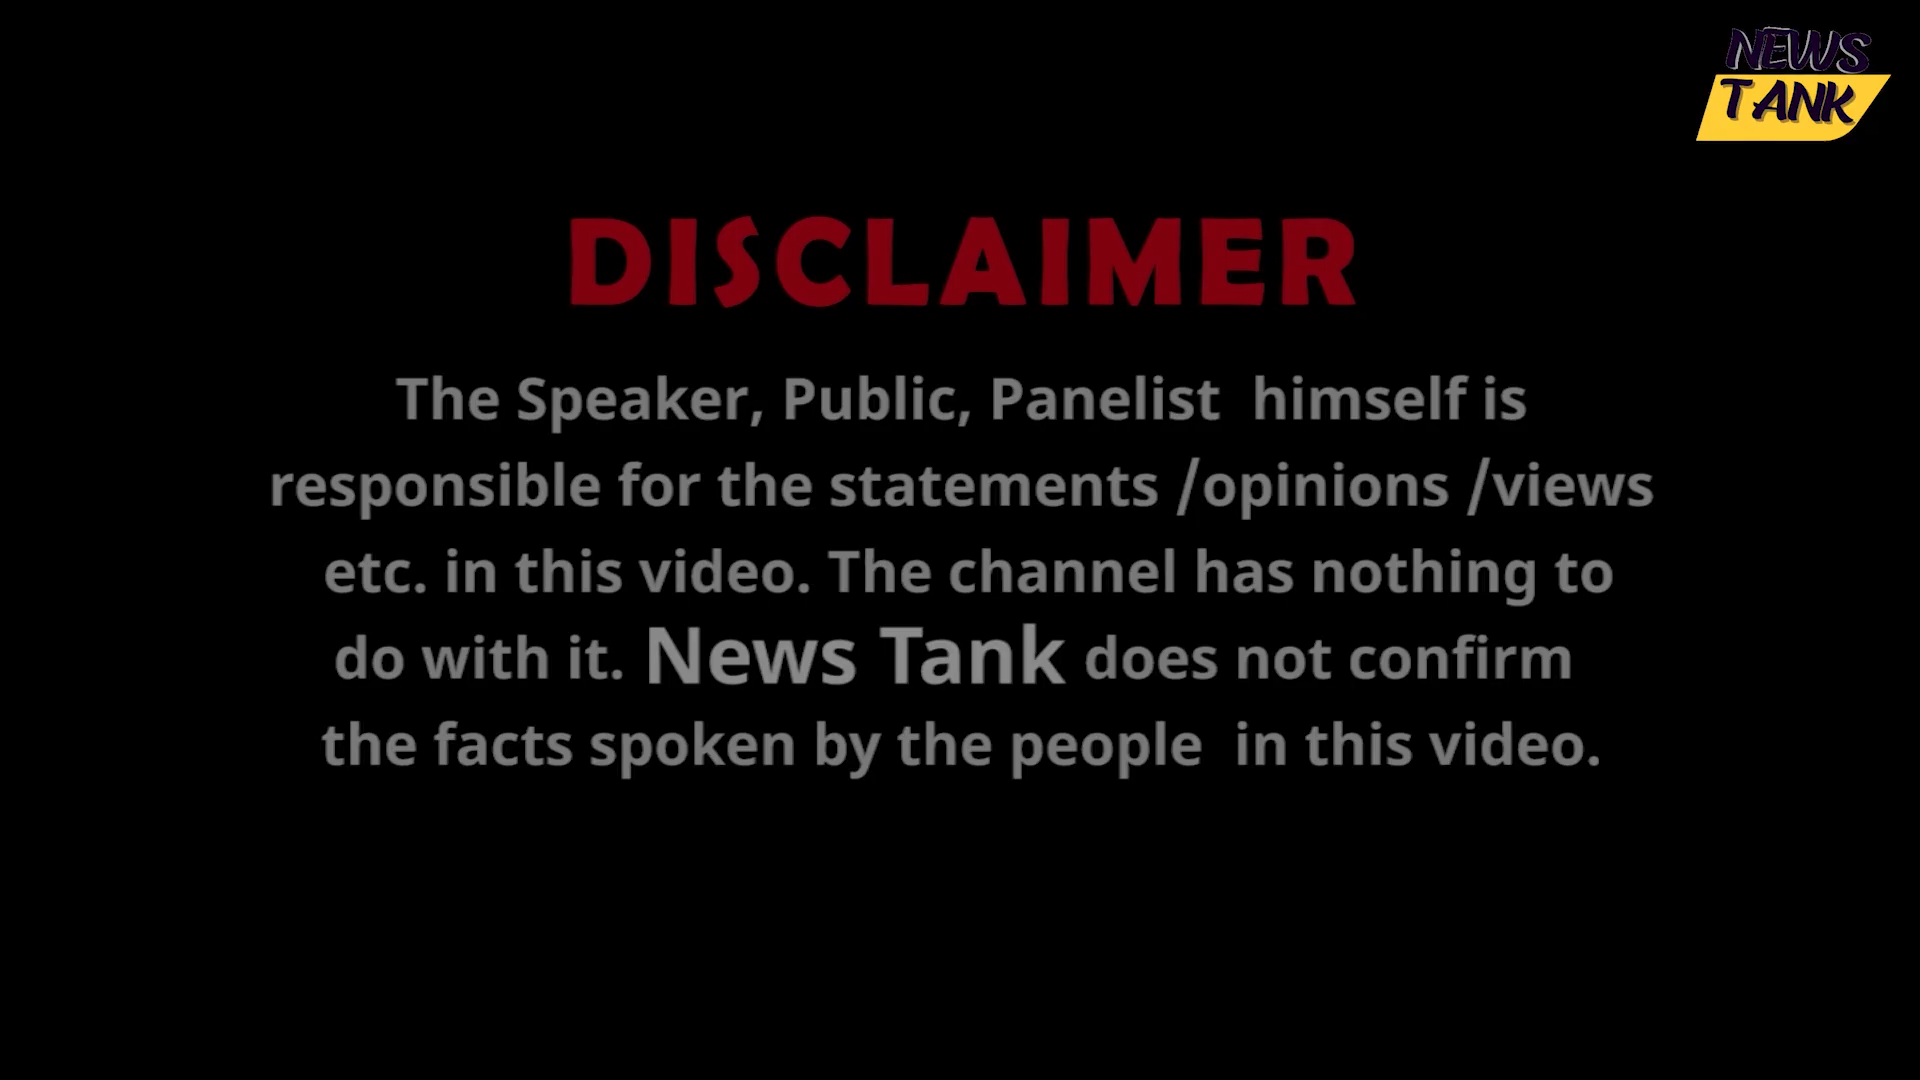 NEWS
TANK
DISCLAIMER
The Speaker, Public, Panelist  himself is
responsible for the statements /opinions /views
etc. in this video. The channel has nothing to
do with it. News Tank does not confirm
the facts spoken by the people  in this video.